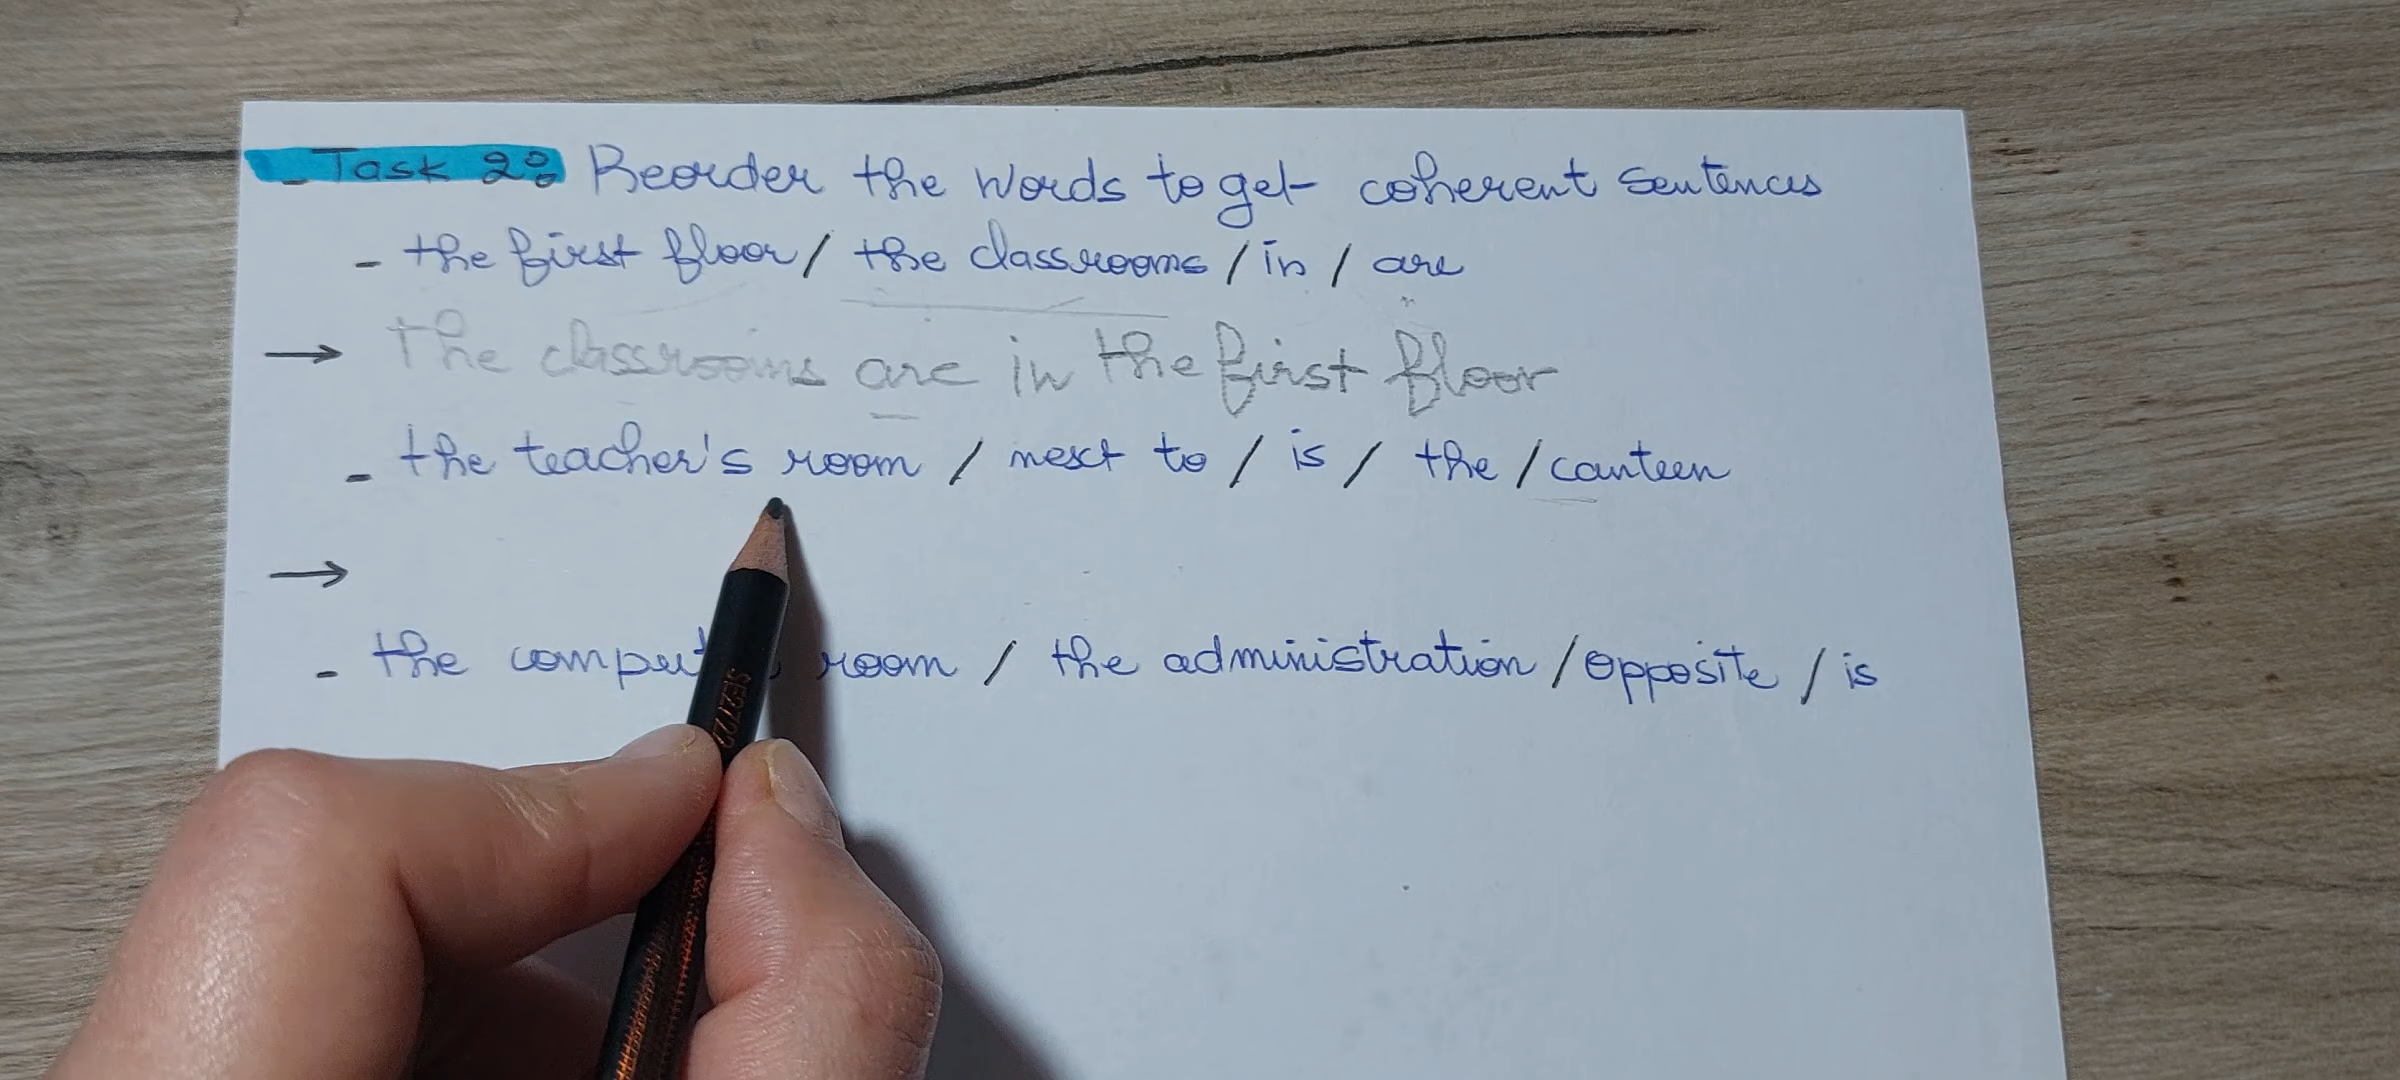 - Task 2: Reorder the words to get coherent sentences
- the first floor / the classrooms / in / are
→ The classrooms are in the first floor
- the teacher's room / next to / is / the / canteen
→
- the room / the administration / opposite / is